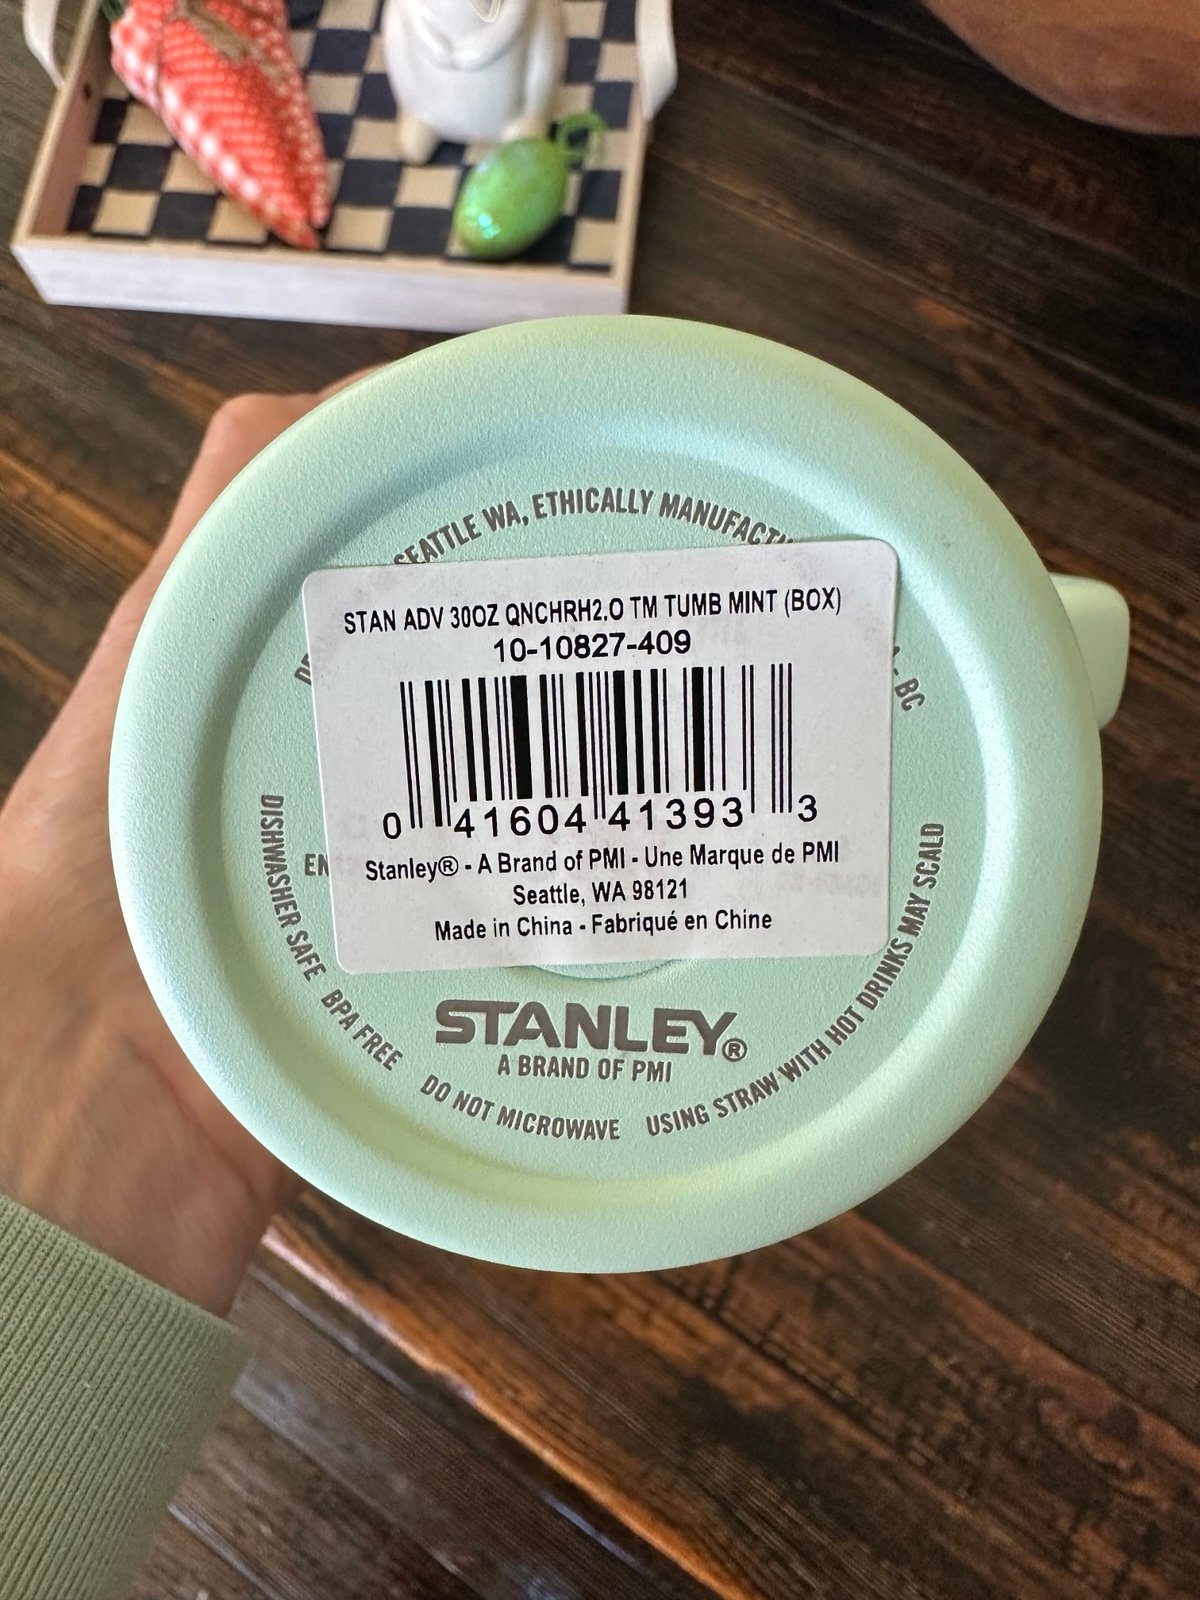 SEATTLE WA, ETHICALLY
STAN ADV 30OZ QNCHRH2.O TM TUMB MINT (BOX)
10-10827-409
0 41604 41393 3
Stanley® - A Brand of PMI - Une Marque de PMI
Seattle, WA 98121
Made in China - Fabriqué en Chine
BC
STANLEY®
A BRAND OF PMI
DISHWASHER SAFE BPA FREE DO NOT MICROWAVE USING STRAW WITH HOT DRINKS MAY SCALD